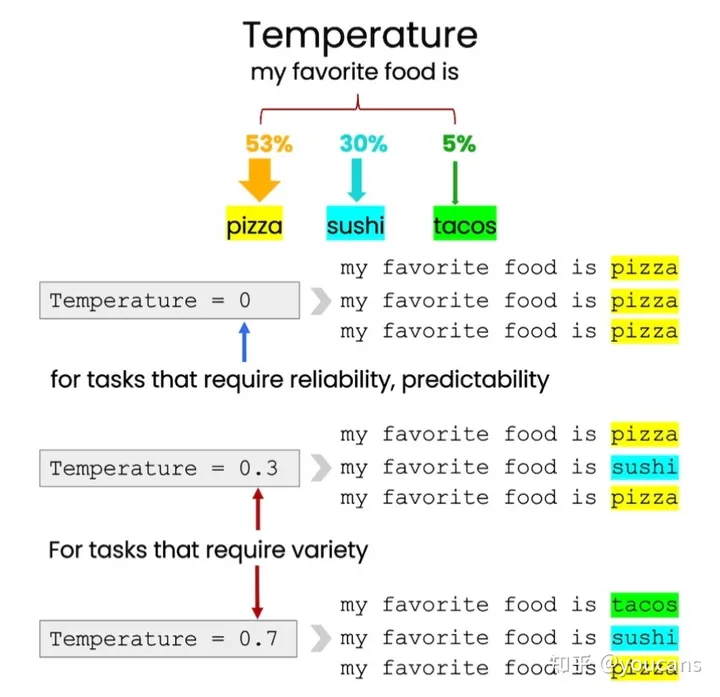 Temperature
my favorite food is
53% 30% 5%
pizza sushi tacos
my favorite food is pizza
Temperature = 0 my favorite food is pizza
my favorite food is pizza
for tasks that require reliability, predictability
my favorite food is pizza
Temperature = 0.3 my favorite food is sushi
my favorite food is pizza
For tasks that require variety
my favorite food is tacos
Temperature = 0.7 my favorite food is sushi
my favorite food is pizza
知乎 @youcans